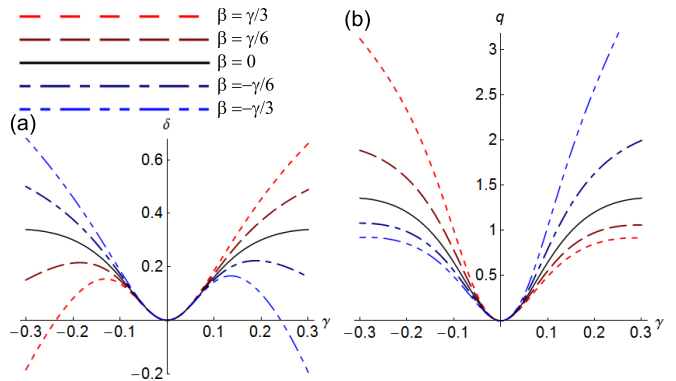 β = γ/3
β = γ/6
β = 0
β = −γ/6
β = −γ/3
(a)
δ
0.6
0.4
0.2
−0.2
−0.3 −0.2 −0.1 0.1 0.2 0.3 γ
(b)
q
3
2.5
2
1.5
1
0.5
−0.3 −0.2 −0.1 0 0.1 0.2 0.3 γ